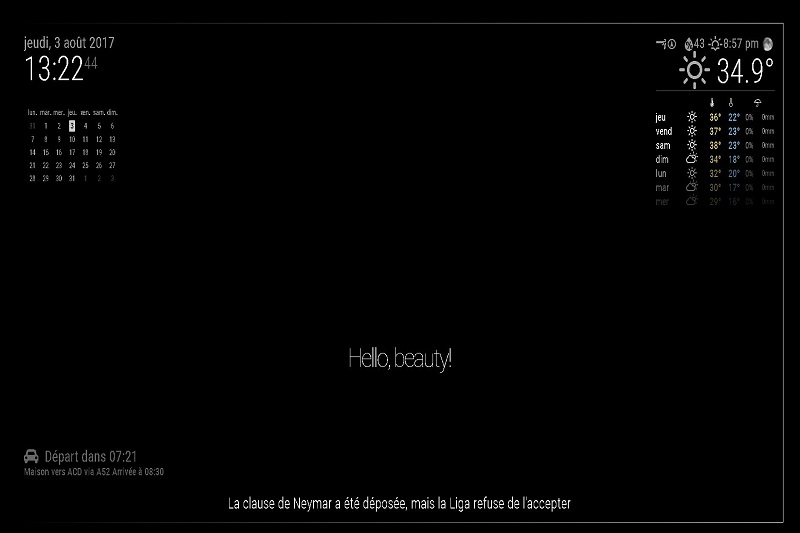 jeudi, 3 août 2017
13:22 44
lun. mar. mer. jeu. ven. sam. dim.
31 1 2 3 4 5 6
7 8 9 10 11 12 13
14 15 16 17 18 19 20
21 22 23 24 25 26 27
28 29 30 31 1 2 3
43 8:57 pm
34.9°
jeu 36° 22° 0% 0mm
vend 37° 23° 0% 0mm
sam 38° 23° 0% 0mm
dim 34° 18° 0% 0mm
lun 32° 20° 0% 0mm
mar 30° 17° 0% 0mm
mer 29° 16° 0% 0mm
Hello, beauty!
Départ dans 07:21
Maison vers ACD via A52 Arrivée à 08:30
La clause de Neymar a été déposée, mais la Liga refuse de l'accepter